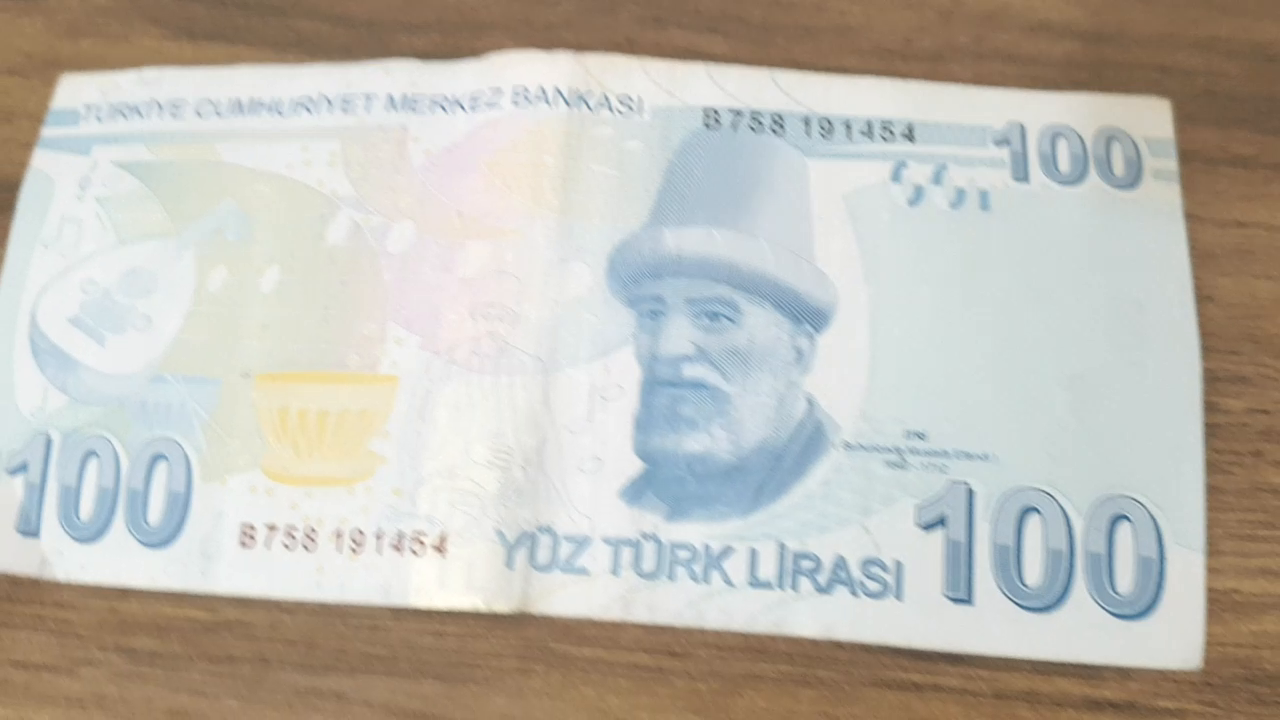 TÜRKİYE CUMHURİYET MERKEZ BANKASI
B758 191454
100
100
B758 191454
YÜZ TÜRK LİRASI
100